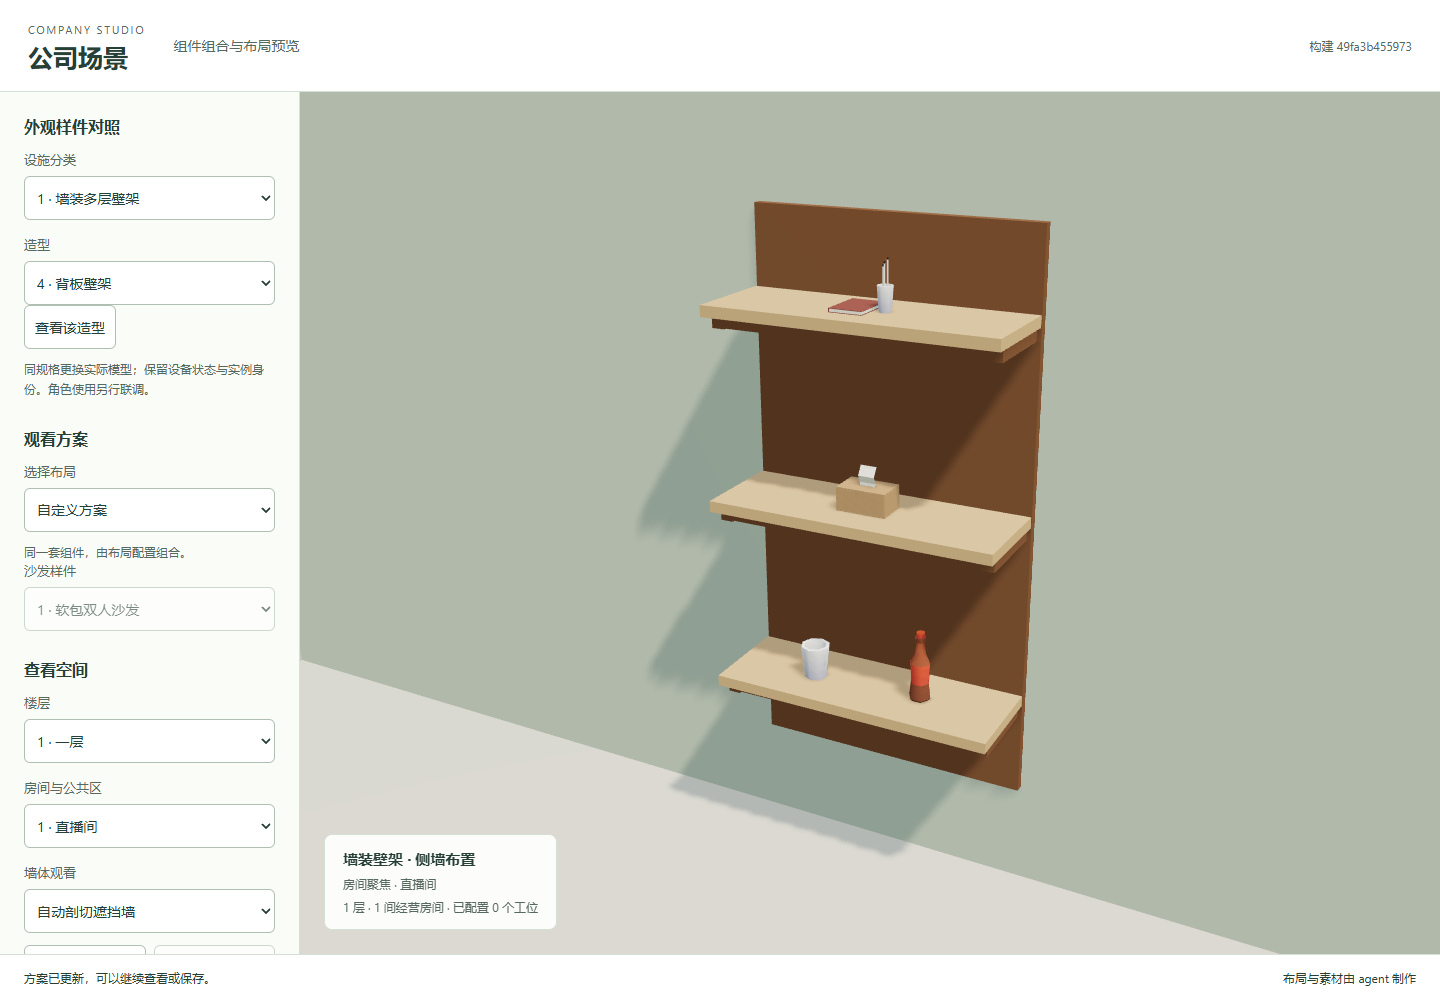 COMPANY STUDIO
公司场景
组件组合与布局预览
构建 49fa3b455973
外观样件对照
设施分类
1 · 墙装多层壁架
造型
4 · 背板壁架
查看该造型
同规格更换实际模型；保留设备状态与实例身
份。角色使用另行联调。
观看方案
选择布局
自定义方案
同一套组件，由布局配置组合。
沙发样件
1 · 软包双人沙发
查看空间
楼层
1 · 一层
房间与公共区
1 · 直播间
墙体观看
自动剖切遮挡墙
墙装壁架 · 侧墙布置
房间聚焦 · 直播间
1 层 · 1 间经营房间 · 已配置 0 个工位
方案已更新，可以继续查看或保存。
布局与素材由 agent 制作